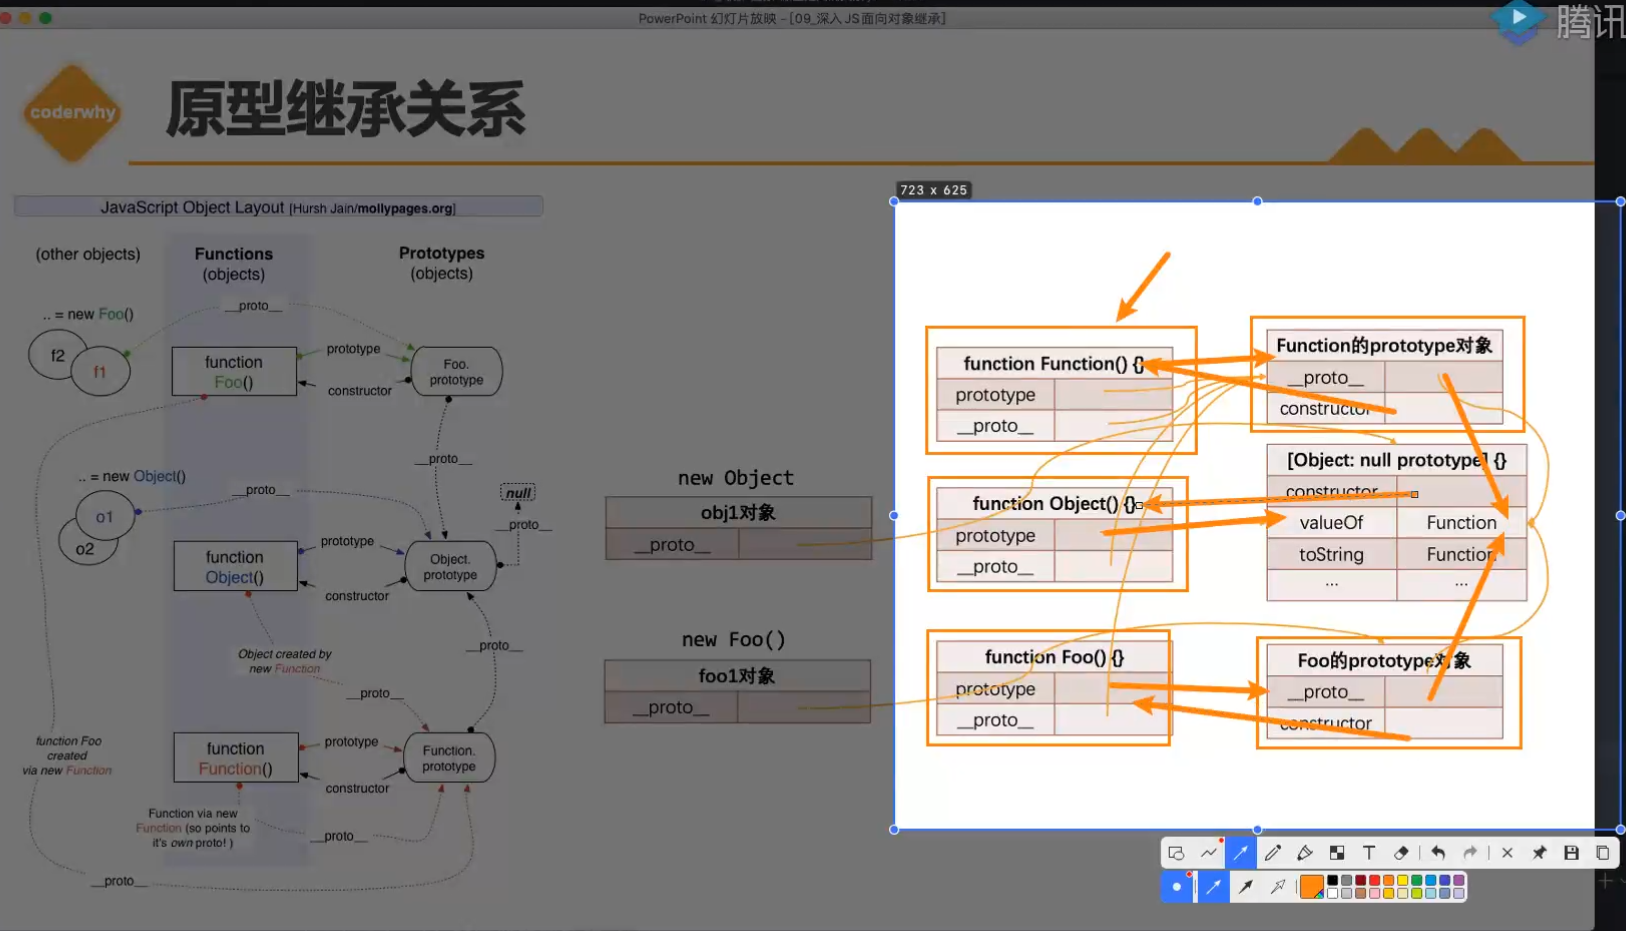 PowerPoint 幻灯片放映 - [09_深入JS面向对象继承]
腾讯
coderwhy
原型继承关系
723 x 625
JavaScript Object Layout [Hursh Jain/mollypages.org]
(other objects)
Functions
(objects)
Prototypes
(objects)
.. = new Foo()
__proto__
f2
f1
function
Foo()
prototype
constructor
Foo.
prototype
__proto__
.. = new Object()
__proto__
null
__proto__
o1
o2
function
Object()
prototype
constructor
Object.
prototype
Object created by
new Function
__proto__
__proto__
function Foo
created
via new Function
function
Function()
prototype
constructor
Function.
prototype
Function via new
Function (so points to
it's own proto! )
__proto__
__proto__
new Object
obj1对象
__proto__
new Foo()
foo1对象
__proto__
function Function() {}
prototype
__proto__
Function的prototype对象
__proto__
constructor
function Object() {}
prototype
__proto__
[Object: null prototype] {}
constructor
valueOf Function
toString Function
... ...
function Foo() {}
prototype
__proto__
Foo的prototype对象
__proto__
constructor
T